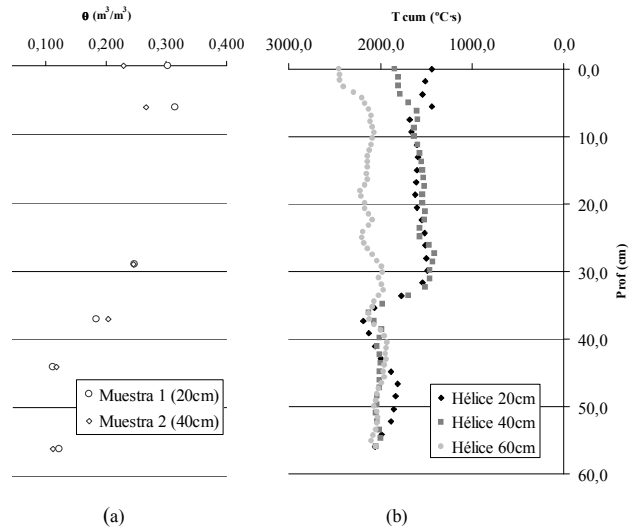 θ (m³/m³)
0,100 0,200 0,300 0,400
Muestra 1 (20cm)
Muestra 2 (40cm)
(a)
Tcum (ºC·s)
3000,0 2000,0 1000,0 0,0
0,0
10,0
20,0
30,0
40,0
50,0
60,0
Prof (cm)
Hélice 20cm
Hélice 40cm
Hélice 60cm
(b)